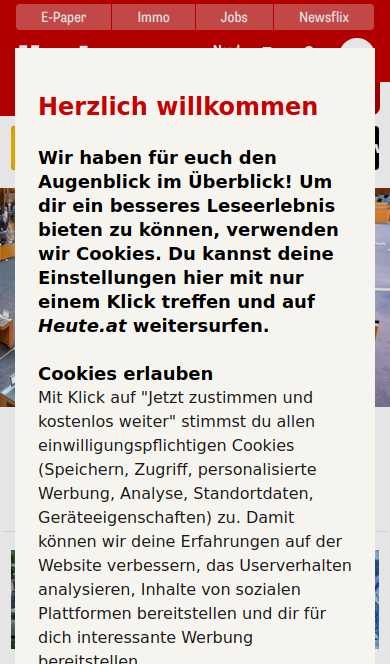 E-Paper Immo Jobs Newsflix
Herzlich willkommen
Wir haben für euch den
Augenblick im Überblick! Um
dir ein besseres Leseerlebnis
bieten zu können, verwenden
wir Cookies. Du kannst deine
Einstellungen hier mit nur
einem Klick treffen und auf
Heute.at weitersurfen.
Cookies erlauben
Mit Klick auf "Jetzt zustimmen und
kostenlos weiter" stimmst du allen
einwilligungspflichtigen Cookies
(Speichern, Zugriff, personalisierte
Werbung, Analyse, Standortdaten,
Geräteeigenschaften) zu. Damit
können wir deine Erfahrungen auf der
Website verbessern, das Userverhalten
analysieren, Inhalte von sozialen
Plattformen bereitstellen und dir für
dich interessante Werbung
bereitstellen